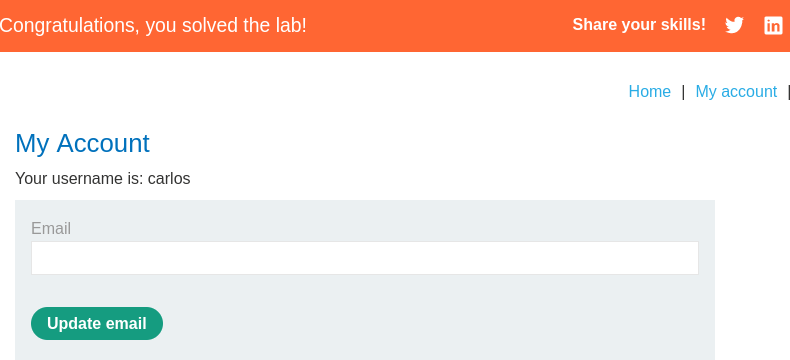 Congratulations, you solved the lab! Share your skills!
Home | My account |
My Account
Your username is: carlos
Email
Update email